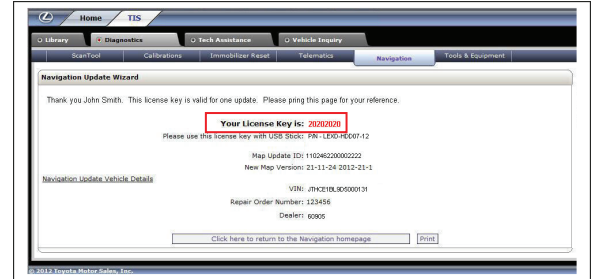 Home TIS
Library Diagnostics Tech Assistance Vehicle Inquiry
ScanTool Calibrations Immobilizer Reset Telematics Navigation Tools & Equipment
Navigation Update Wizard
Thank you John Smith. This license key is valid for one update. Please pring this page for your reference.
Your License Key is: 20202020
Please use this license key with USB Stick: P/N - LEXO-HDD07-12
Map Update ID: 1102462200002222
New Map Version: 21-11-24 2012-21-1
Navigation Update Vehicle Details
VIN: JTHCE1BL9D5000131
Repair Order Number: 123456
Dealer: 60905
Click here to return to the Navigation homepage Print
© 2012 Toyota Motor Sales, Inc.